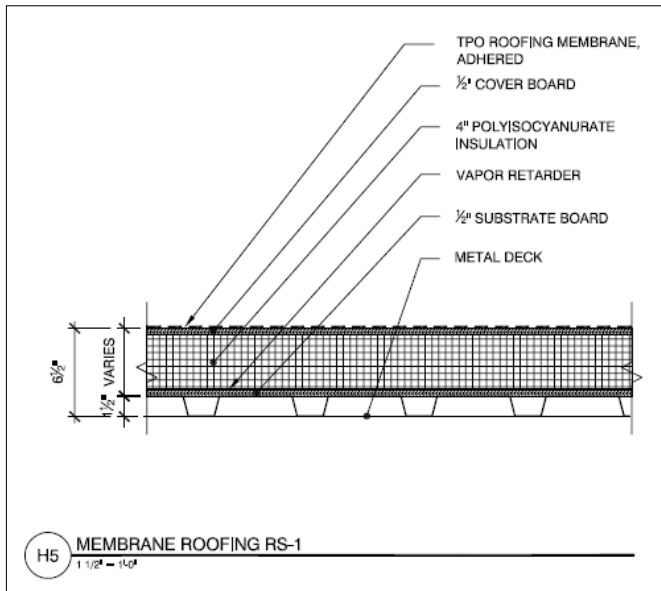 TPO ROOFING MEMBRANE,
ADHERED
½" COVER BOARD
4" POLYISOCYANURATE
INSULATION
VAPOR RETARDER
½" SUBSTRATE BOARD
METAL DECK
6½"
VARIES
1½"
H5
MEMBRANE ROOFING RS-1
1 1/2" = 1'-0"